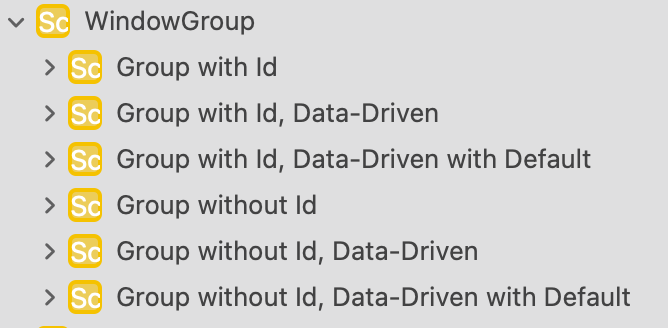 Sc WindowGroup
Sc Group with Id
Sc Group with Id, Data-Driven
Sc Group with Id, Data-Driven with Default
Sc Group without Id
Sc Group without Id, Data-Driven
Sc Group without Id, Data-Driven with Default